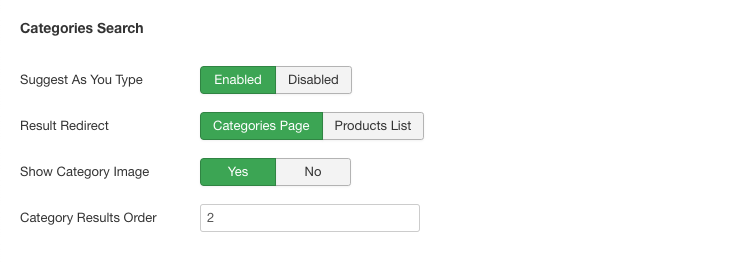 Categories Search
Suggest As You Type Enabled Disabled
Result Redirect Categories Page Products List
Show Category Image Yes No
Category Results Order 2